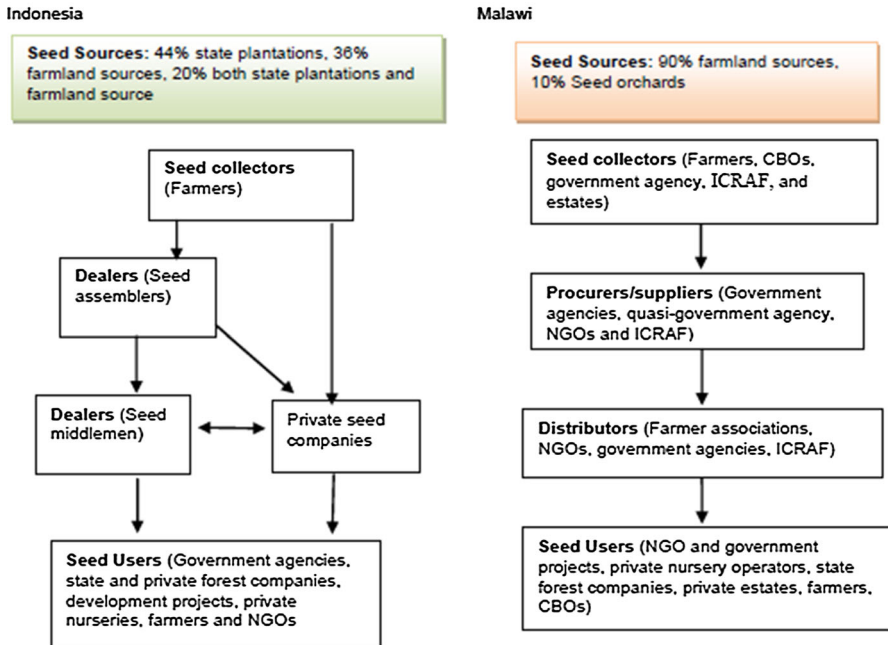 Indonesia
Seed Sources: 44% state plantations, 36%
farmland sources, 20% both state plantations and
farmland source
Seed collectors
(Farmers)
Dealers (Seed
assemblers)
Dealers (Seed
middlemen)
Private seed
companies
Seed Users (Government agencies,
state and private forest companies,
development projects, private
nurseries, farmers and NGOs
Malawi
Seed Sources: 90% farmland sources,
10% Seed orchards
Seed collectors (Farmers, CBOs,
government agency, ICRAF, and
estates)
Procurers/suppliers (Government
agencies, quasi-government agency,
NGOs and ICRAF)
Distributors (Farmer associations,
NGOs, government agencies, ICRAF)
Seed Users (NGO and government
projects, private nursery operators, state
forest companies, private estates, farmers,
CBOs)